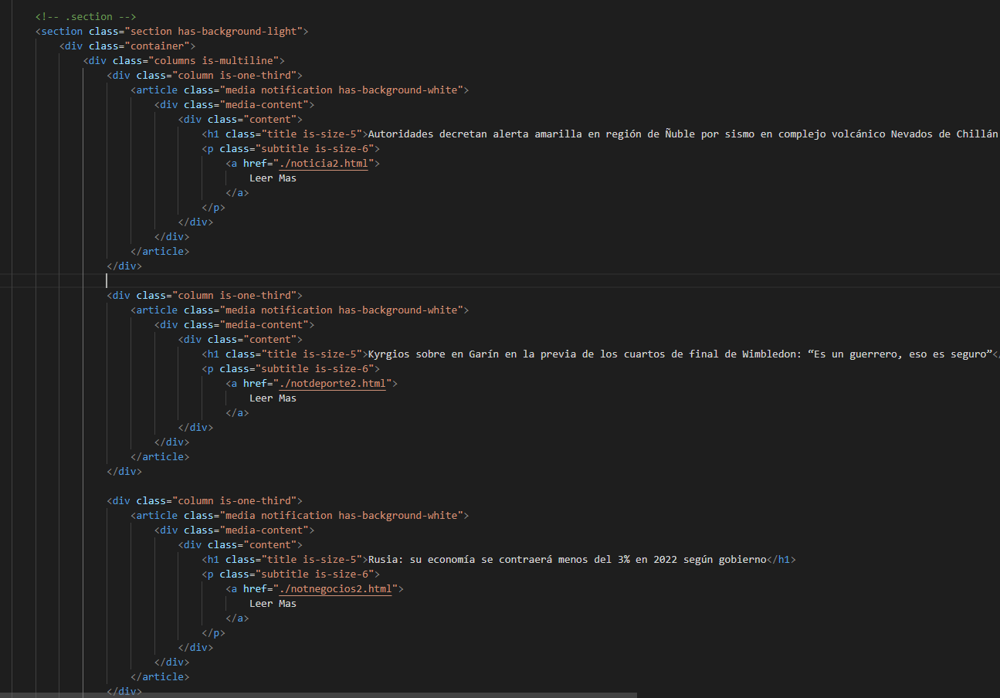 <!-- .section -->
<section class="section has-background-light">
<div class="container">
<div class="columns is-multiline">
<div class="column is-one-third">
<article class="media notification has-background-white">
<div class="media-content">
<div class="content">
<h1 class="title is-size-5">Autoridades decretan alerta amarilla en región de Ñuble por sismo en complejo volcánico Nevados de Chillán
<p class="subtitle is-size-6">
<a href="./noticia2.html">
Leer Mas
</a>
</p>
</div>
</div>
</article>
</div>
<div class="column is-one-third">
<article class="media notification has-background-white">
<div class="media-content">
<div class="content">
<h1 class="title is-size-5">Kyrgios sobre en Garín en la previa de los cuartos de final de Wimbledon: “Es un guerrero, eso es seguro”</
<p class="subtitle is-size-6">
<a href="./notdeporte2.html">
Leer Mas
</a>
</div>
</div>
</article>
</div>
<div class="column is-one-third">
<article class="media notification has-background-white">
<div class="media-content">
<div class="content">
<h1 class="title is-size-5">Rusia: su economía se contraerá menos del 3% en 2022 según gobierno</h1>
<p class="subtitle is-size-6">
<a href="./notnegocios2.html">
Leer Mas
</a>
</p>
</div>
</div>
</article>
</div>